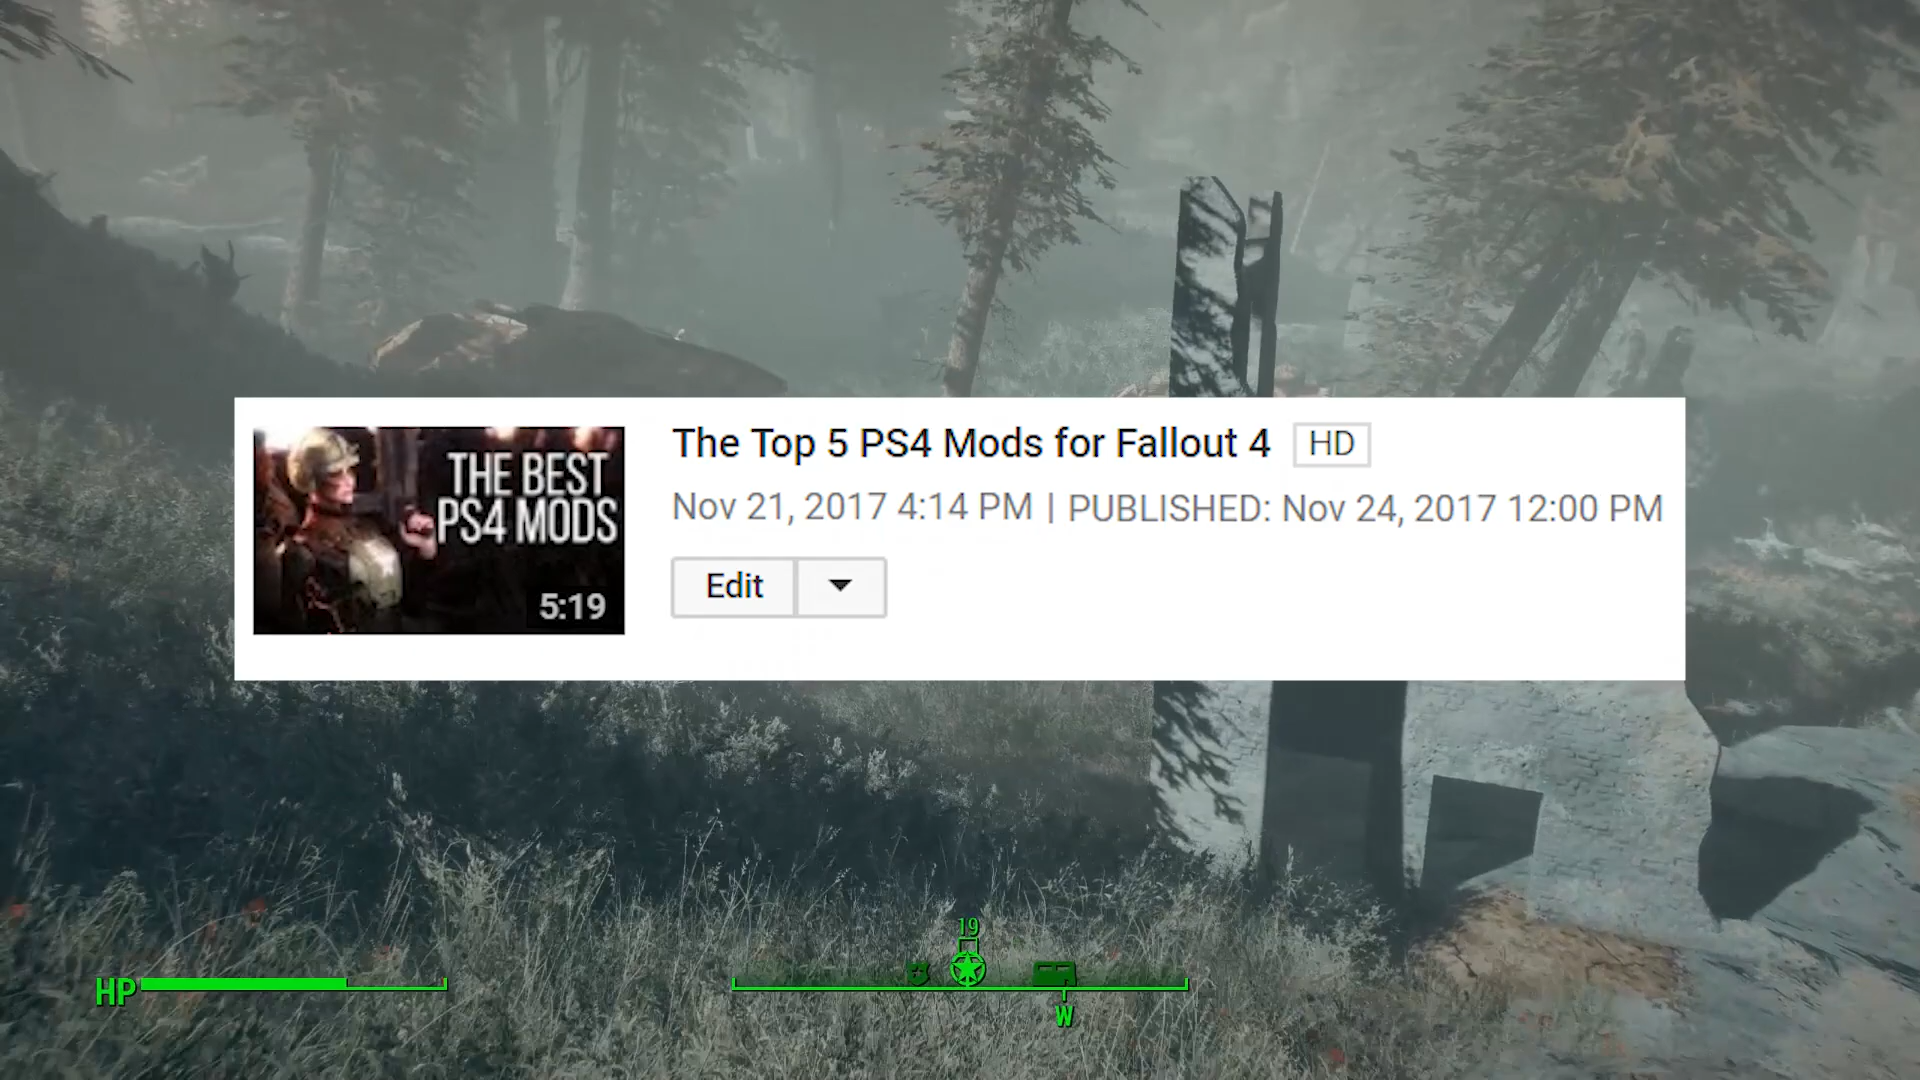 THE BEST
PS4 MODS
5:19
The Top 5 PS4 Mods for Fallout 4 HD
Nov 21, 2017 4:14 PM | PUBLISHED: Nov 24, 2017 12:00 PM
Edit
19
HP
W